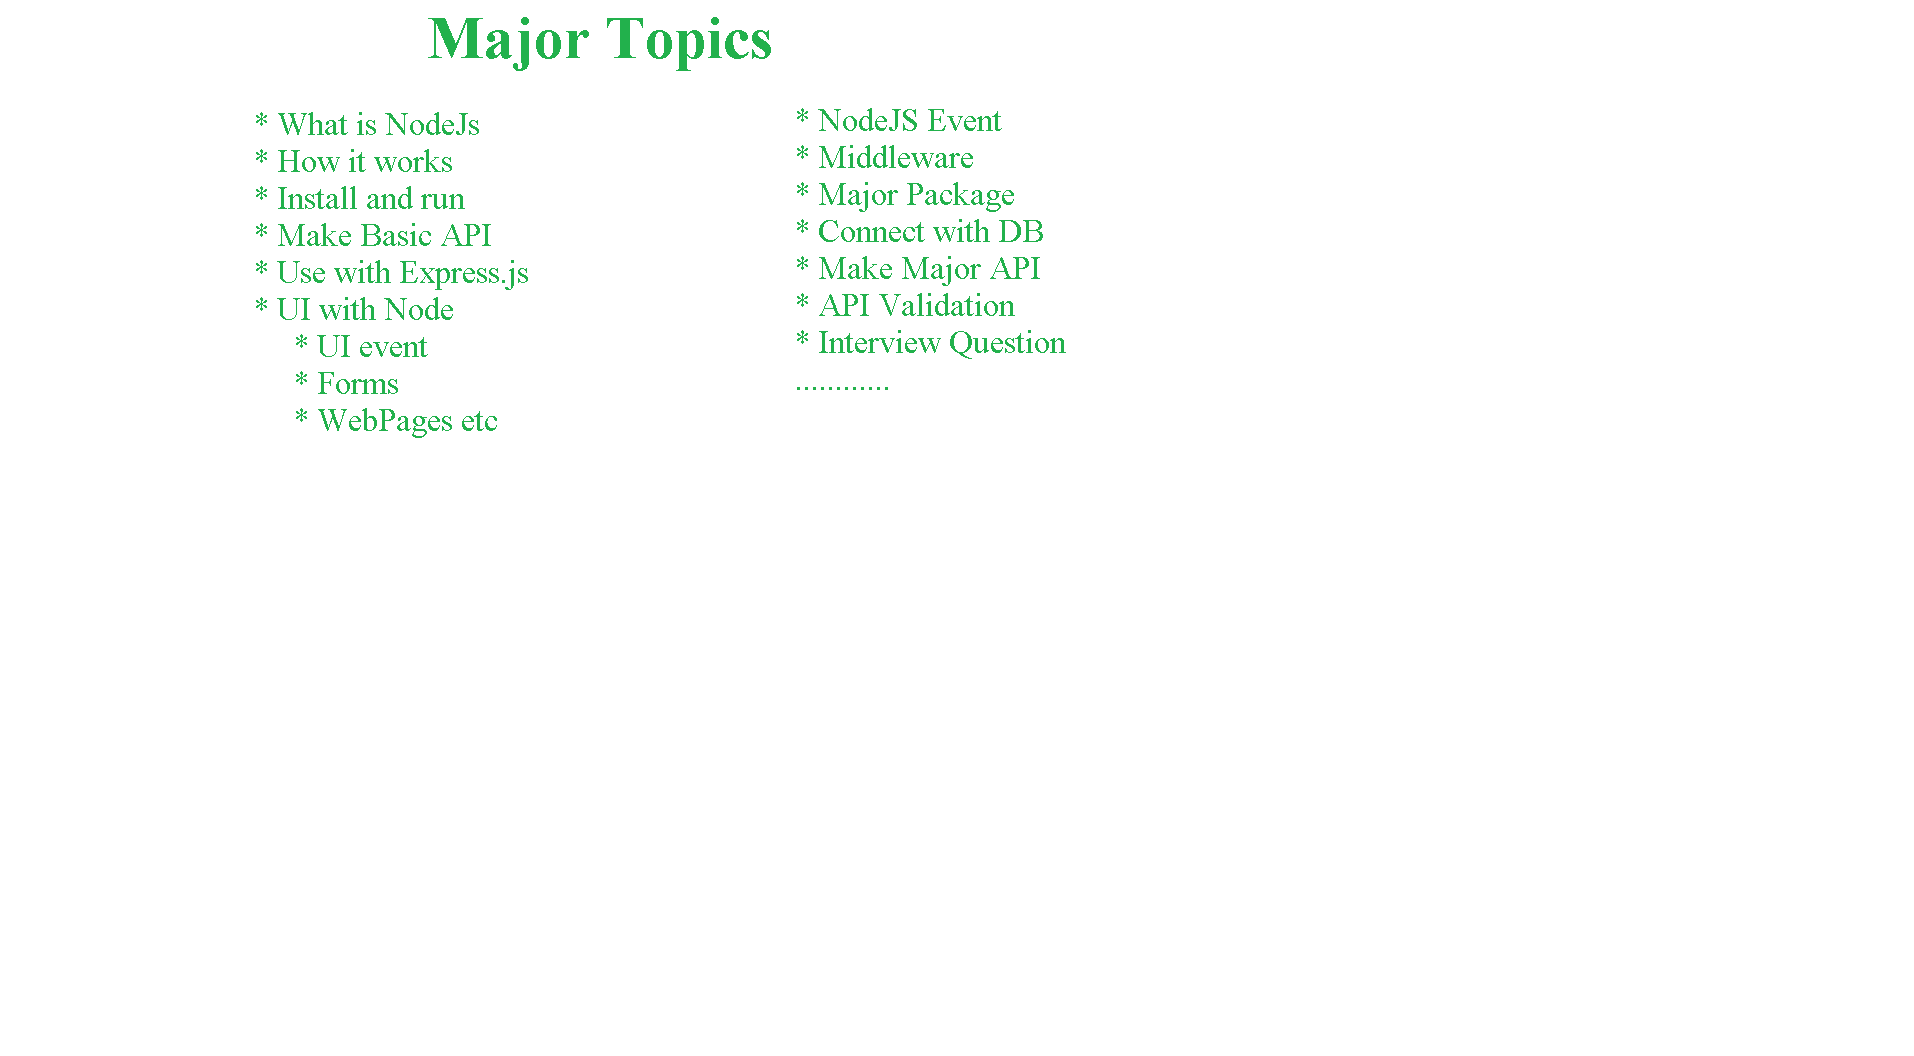 Major Topics
* What is NodeJs
* How it works
* Install and run
* Make Basic API
* Use with Express.js
* UI with Node
* UI event
* Forms
* WebPages etc
* NodeJS Event
* Middleware
* Major Package
* Connect with DB
* Make Major API
* API Validation
* Interview Question
............